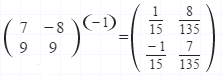 ( 7 -8 ; 9 9 )^(-1) = ( 1/15 8/135 ; -1/15 7/135 )